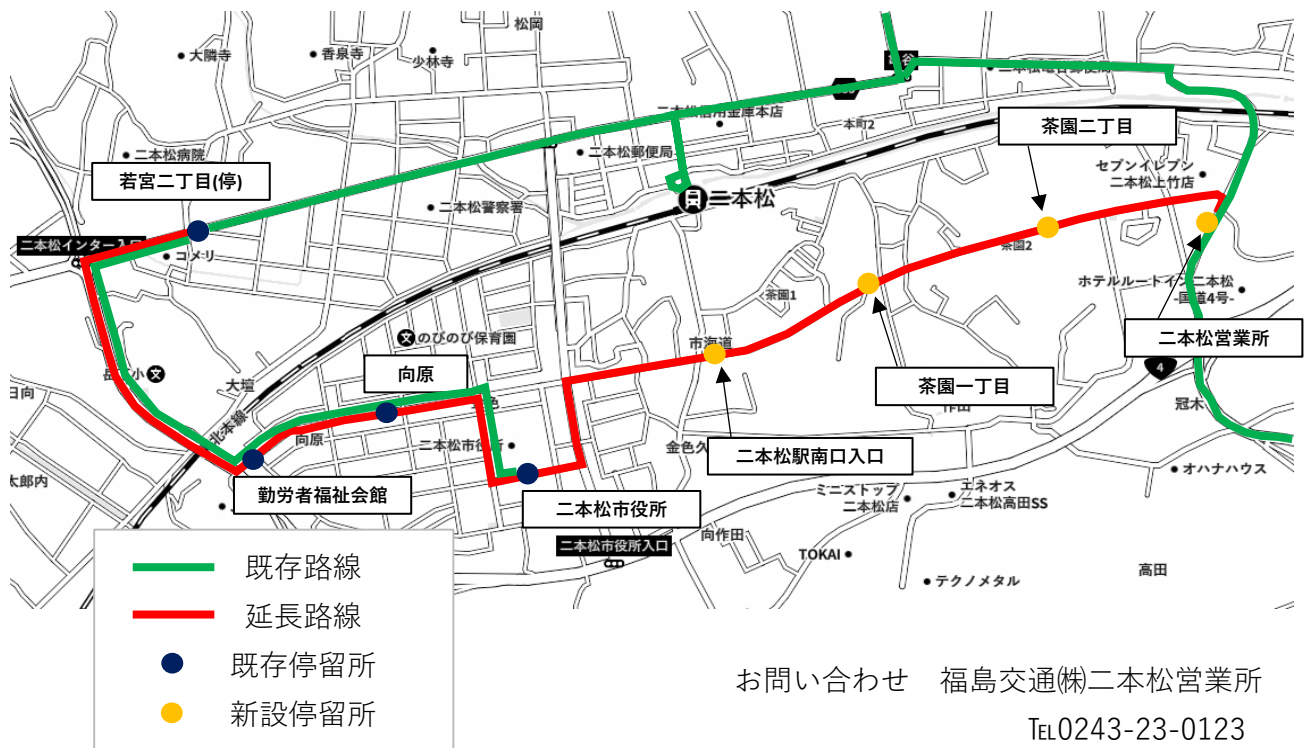 松岡
大隣寺
香泉寺
少林寺
二本松信用金庫本店
本町2
茶園二丁目
二本松病院
二本松郵便局
セブンイレブン
二本松上竹店
若宮二丁目(停)
二本松警察署
二本松
二本松インター入口
コメリ
茶園2
ホテルルートイン二本松
-国道4号-
茶園1
のびのび保育園
市海道
二本松営業所
向原
茶園一丁目
4
大壇
日向
冠木
北本線
向原
二本松市役所
二本松駅南口入口
オハナハウス
太郎内
勤労者福祉会館
二本松市役所
ミニストップ
二本松店
エネオス
二本松高田SS
二本松市役所入口
向作田
TOKAI
高田
テクノメタル
既存路線
延長路線
既存停留所
新設停留所
お問い合わせ 福島交通㈱二本松営業所
℡0243-23-0123